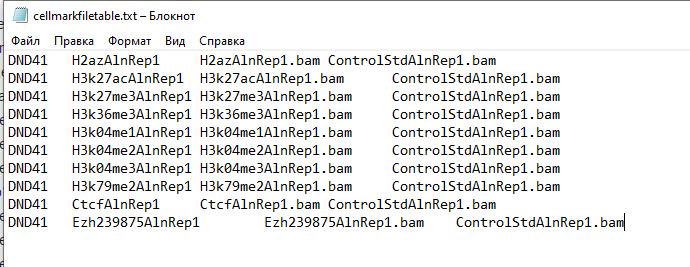 cellmarkfiletable.txt – Блокнот
Файл Правка Формат Вид Справка
DND41 H2azAlnRep1 H2azAlnRep1.bam ControlStdAlnRep1.bam
DND41 H3k27acAlnRep1 H3k27acAlnRep1.bam ControlStdAlnRep1.bam
DND41 H3k27me3AlnRep1 H3k27me3AlnRep1.bam ControlStdAlnRep1.bam
DND41 H3k36me3AlnRep1 H3k36me3AlnRep1.bam ControlStdAlnRep1.bam
DND41 H3k04me1AlnRep1 H3k04me1AlnRep1.bam ControlStdAlnRep1.bam
DND41 H3k04me2AlnRep1 H3k04me2AlnRep1.bam ControlStdAlnRep1.bam
DND41 H3k04me3AlnRep1 H3k04me3AlnRep1.bam ControlStdAlnRep1.bam
DND41 H3k79me2AlnRep1 H3k79me2AlnRep1.bam ControlStdAlnRep1.bam
DND41 CtcfAlnRep1 CtcfAlnRep1.bam ControlStdAlnRep1.bam
DND41 Ezh239875AlnRep1 Ezh239875AlnRep1.bam ControlStdAlnRep1.bam